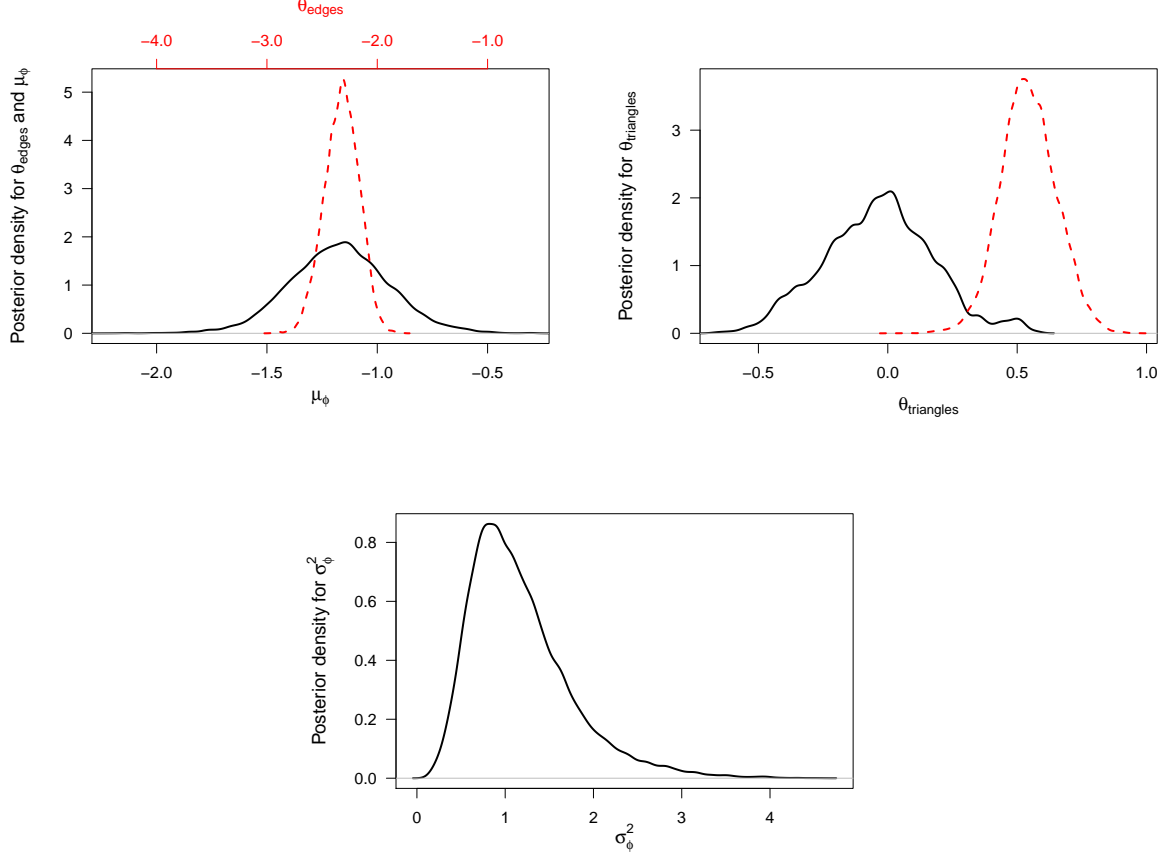 θedges
−4.0 −3.0 −2.0 −1.0
Posterior density for θedges and μϕ
5
4
3
2
1
0
−2.0 −1.5 −1.0 −0.5
μϕ
Posterior density for θtriangles
3
2
1
0
−0.5 0.0 0.5 1.0
θtriangles
Posterior density for σ²ϕ
0.8
0.6
0.4
0.2
0.0
0 1 2 3 4
σ²ϕ